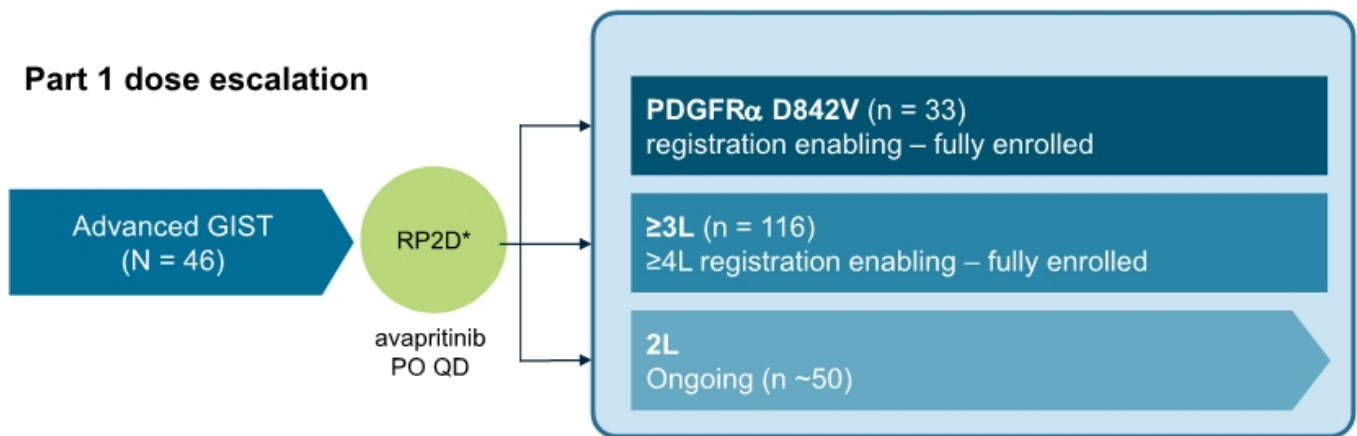 Part 1 dose escalation
Advanced GIST
(N = 46)
RP2D*
avapritinib
PO QD
PDGFRα D842V (n = 33)
registration enabling – fully enrolled
≥3L (n = 116)
≥4L registration enabling – fully enrolled
2L
Ongoing (n ~50)